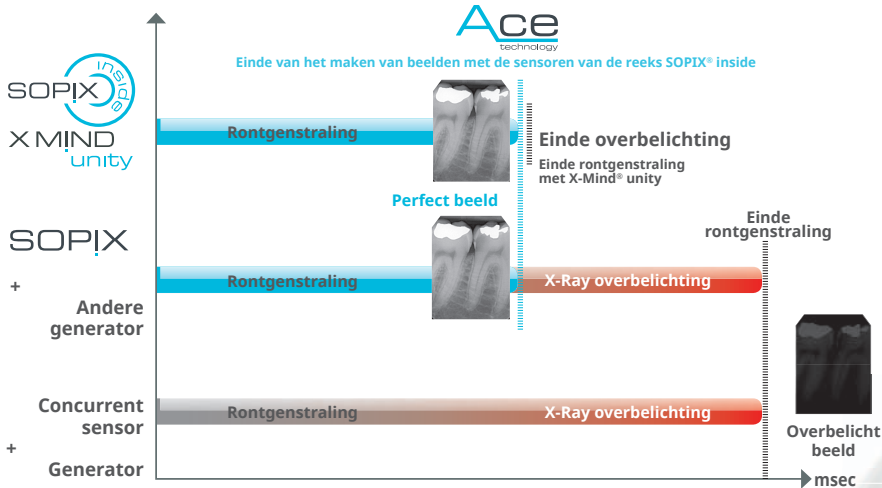 Ace
technology
Einde van het maken van beelden met de sensoren van de reeks SOPIX® inside
SOPIX
inside
X MIND
unity
Rontgenstraling
Einde overbelichting
Einde rontgenstraling
met X-Mind® unity
Perfect beeld
Einde
rontgenstraling
SOPIX
+
Andere
generator
Rontgenstraling
X-Ray overbelichting
Concurrent
sensor
+
Generator
Rontgenstraling
X-Ray overbelichting
Overbelicht
beeld
msec